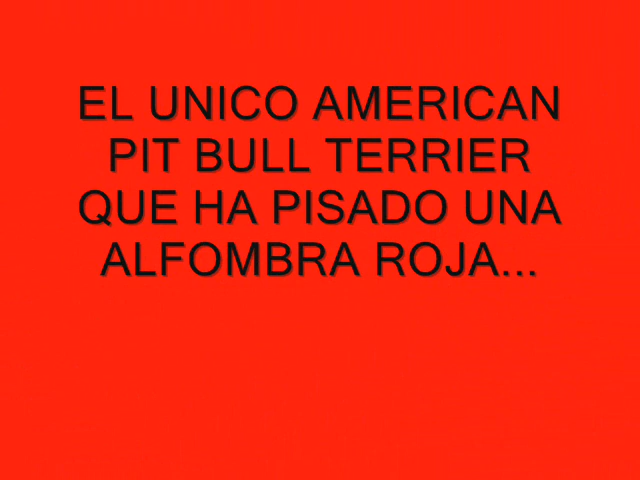 EL UNICO AMERICAN
PIT BULL TERRIER
QUE HA PISADO UNA
ALFOMBRA ROJA...